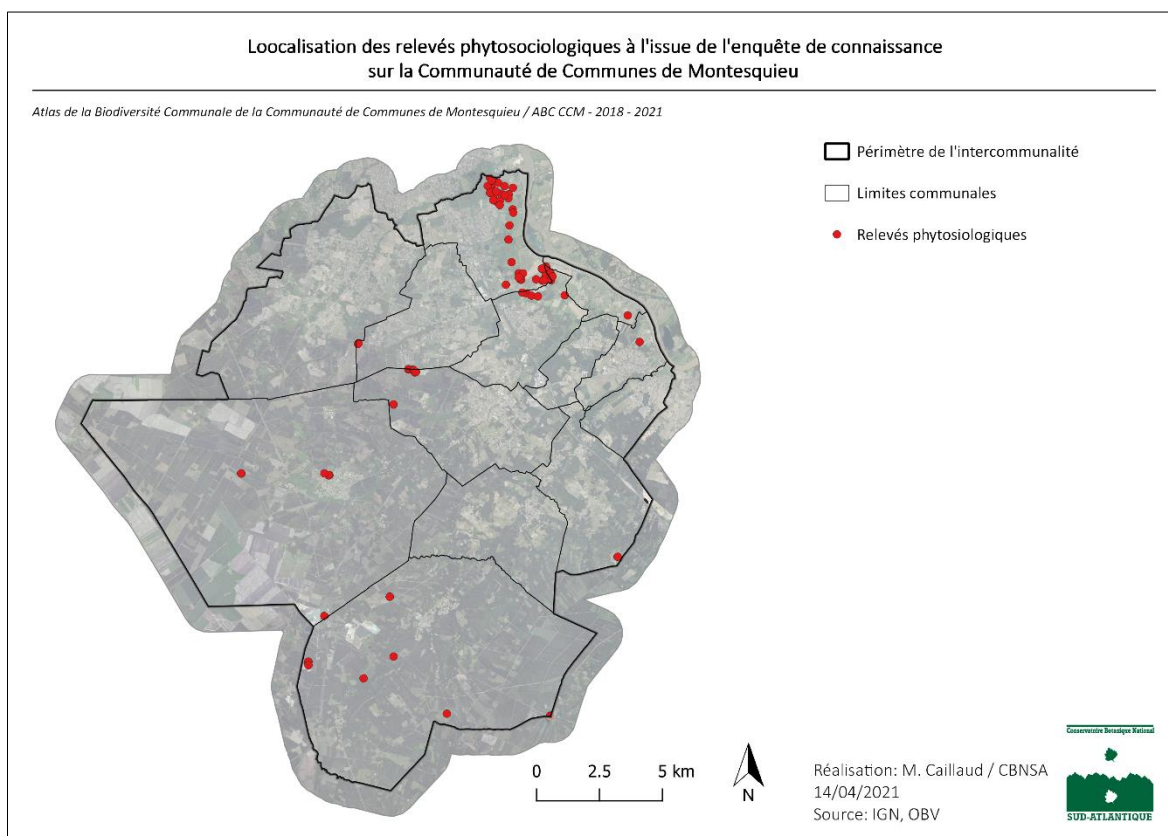 Loocalisation des relevés phytosociologiques à l'issue de l'enquête de connaissance
sur la Communauté de Communes de Montesquieu
Atlas de la Biodiversité Communale de la Communauté de Communes de Montesquieu / ABC CCM - 2018 - 2021
Périmètre de l'intercommunalité
Limites communales
Relevés phytosiologiques
0 2.5 5 km
N
Réalisation: M. Caillaud / CBNSA
14/04/2021
Source: IGN, OBV
Conservatoire Botanique National
SUD-ATLANTIQUE